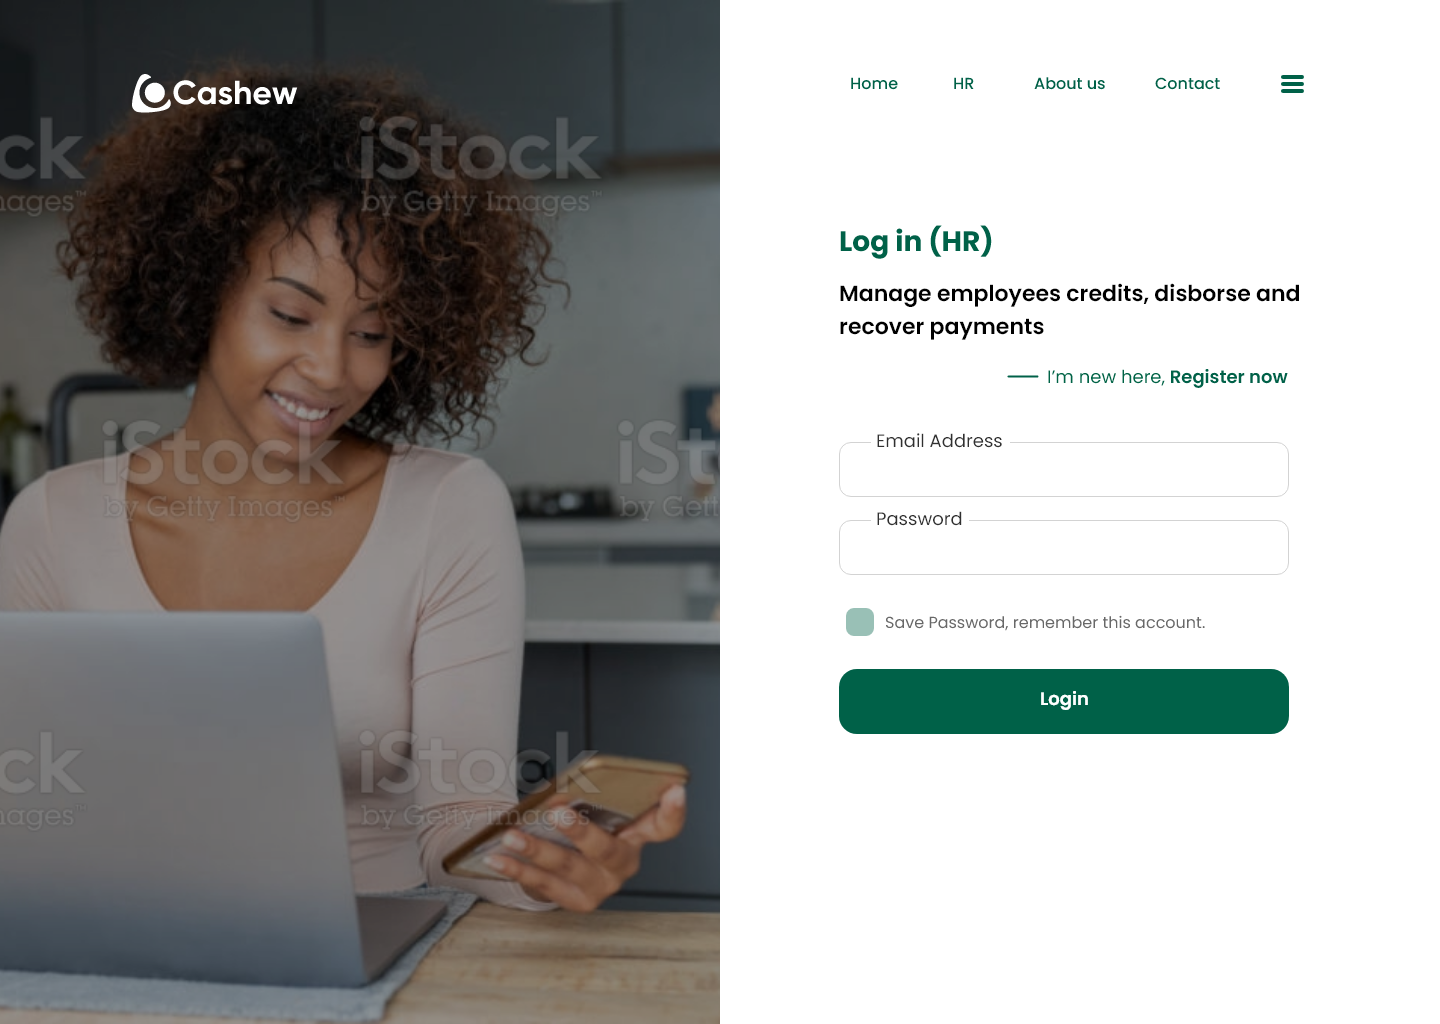 Cashew
Home
HR
About us
Contact
iStock
by Getty Images™
ck
mages™
Log in (HR)
Manage employees credits, disborse and
recover payments
I'm new here, Register now
iStock
by Getty Images™
iSt
by Gett
Email Address
Password
Save Password, remember this account.
Login
ck
mages™
iStock
by Getty Images™